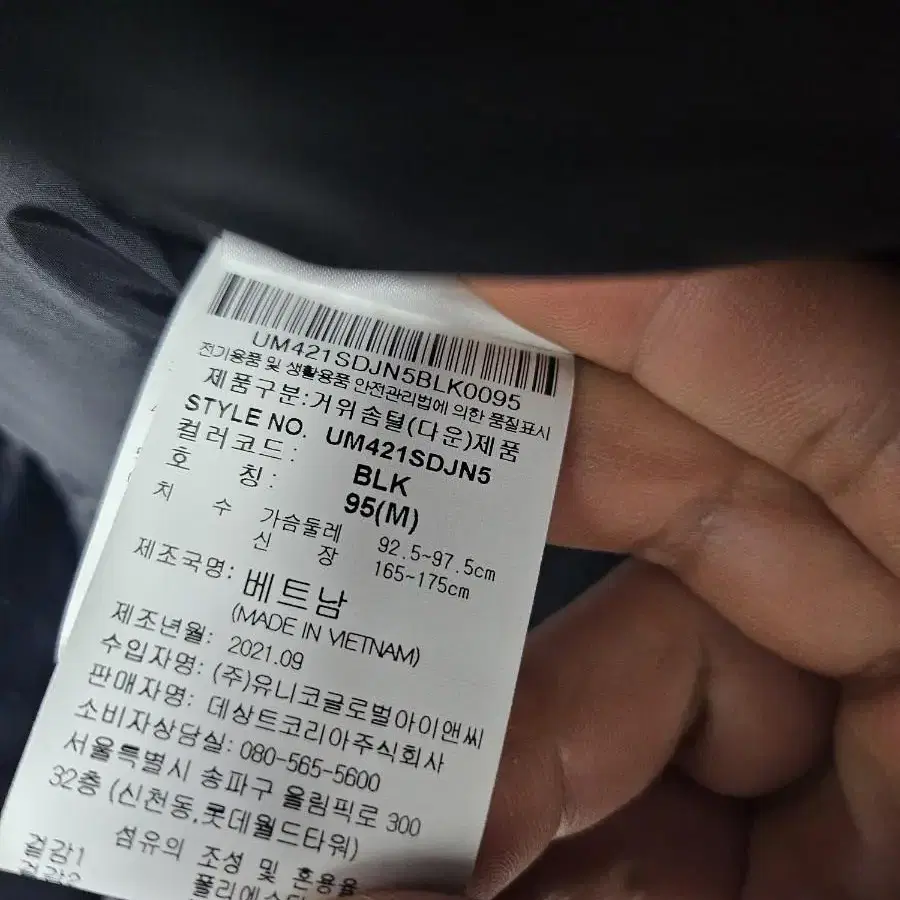 UM421SDJN5BLK0095
전기용품 및 생활용품 안전관리법에 의한 품질표시
제품구분:거위솜털(다운)제품
STYLE NO. UM421SDJN5
컬러코드: BLK
호 칭: 95(M)
치 수 가슴둘레 92.5~97.5cm
신 장 165~175cm
제조국명: 베트남
(MADE IN VIETNAM)
제조년월: 2021.09
수입자명: (주)유니코글로벌아이앤씨
판매자명: 데상트코리아주식회사
소비자상담실: 080-565-5600
서울특별시 송파구 올림픽로 300
32층 (신천동,롯데월드타워)
섬유의 조성 및 혼용율
겉감1